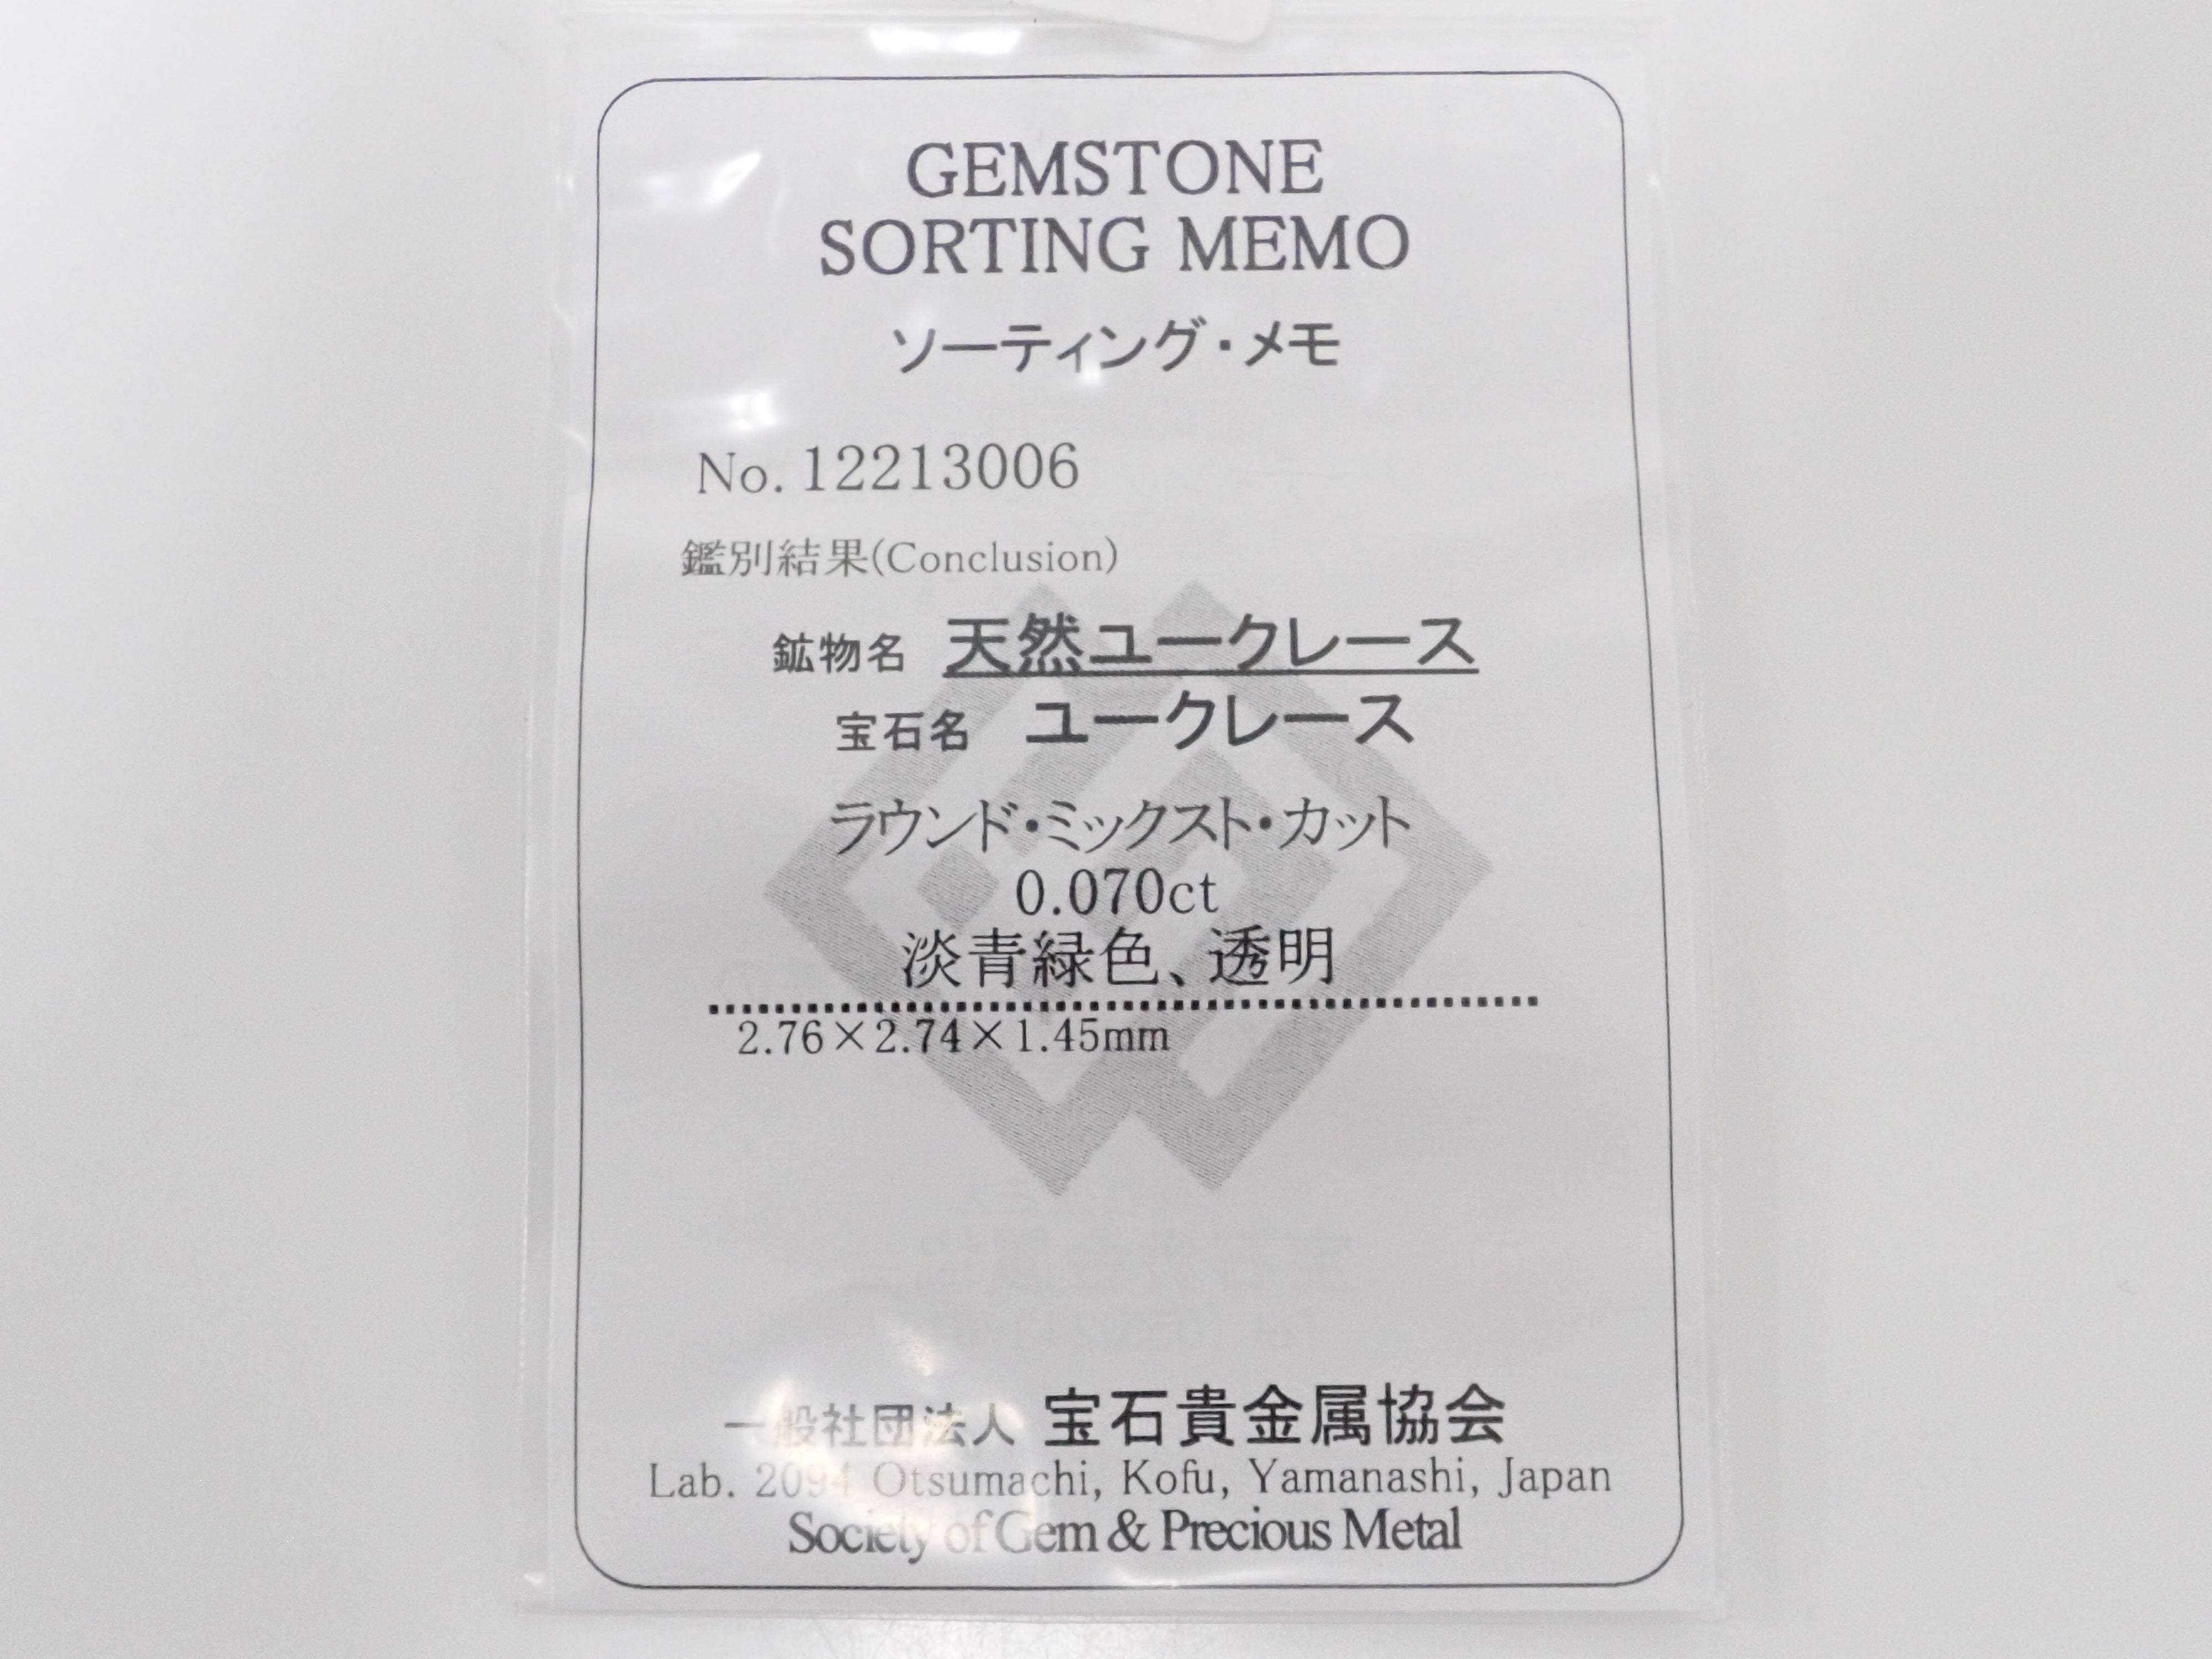 GEMSTONE
SORTING MEMO
ソーティング・メモ
No. 12213006
鑑別結果(Conclusion)
鉱物名 天然ユークレース
宝石名 ユークレース
ラウンド・ミックスト・カット
0.070ct
淡青緑色、透明
2.76×2.74×1.45mm
一般社団法人 宝石貴金属協会
Lab. 2094 Otsumachi, Kofu, Yamanashi, Japan
Society of Gem & Precious Metal